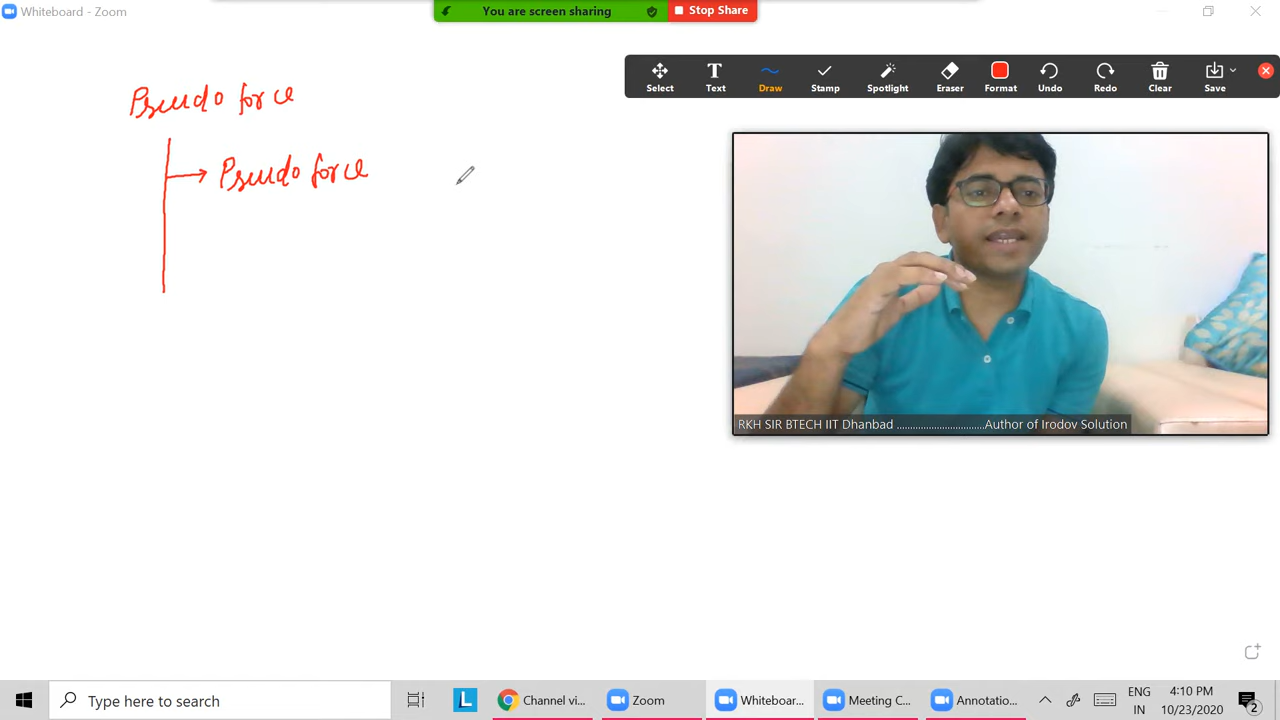 Whiteboard - Zoom
You are screen sharing
Stop Share
Select
Text
Draw
Stamp
Spotlight
Eraser
Format
Undo
Redo
Clear
Save
Pseudo force
Pseudo force
RKH SIR BTECH IIT Dhanbad ................................Author of Irodov Solution
Type here to search
L
Channel vi...
Zoom
Whiteboar...
Meeting C...
Annotatio...
ENG
IN
4:10 PM
10/23/2020
2